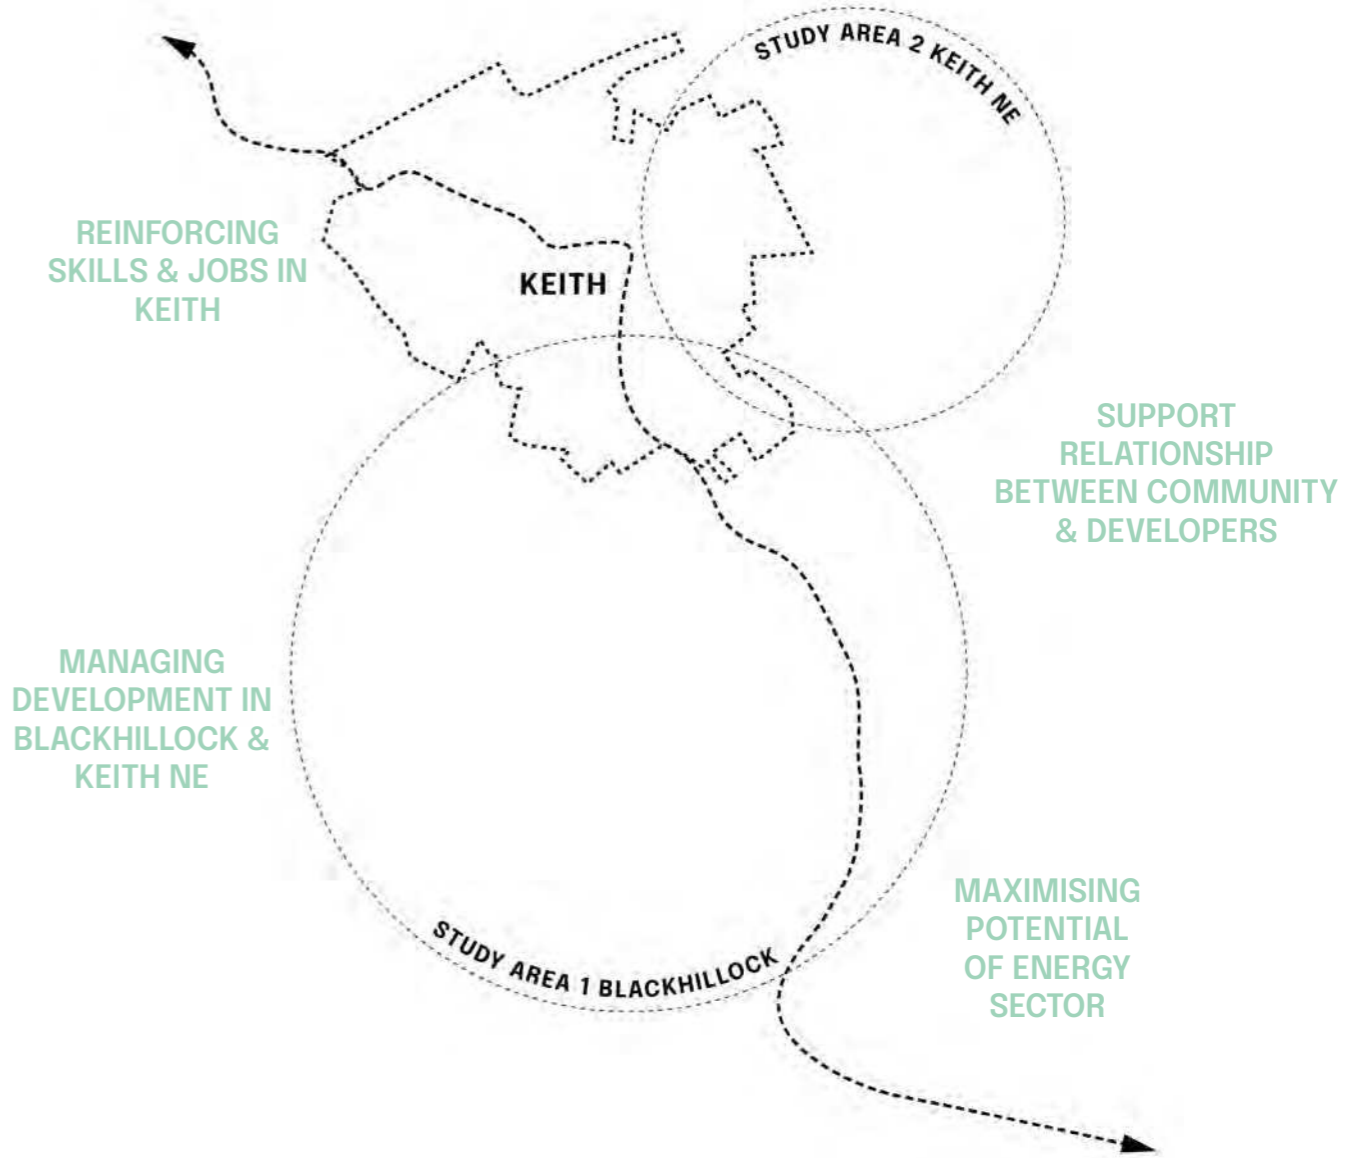 STUDY AREA 2 KEITH NE
REINFORCING
SKILLS & JOBS IN
KEITH
KEITH
SUPPORT
RELATIONSHIP
BETWEEN COMMUNITY
& DEVELOPERS
MANAGING
DEVELOPMENT IN
BLACKHILLOCK &
KEITH NE
MAXIMISING
POTENTIAL
OF ENERGY
SECTOR
STUDY AREA 1 BLACKHILLOCK